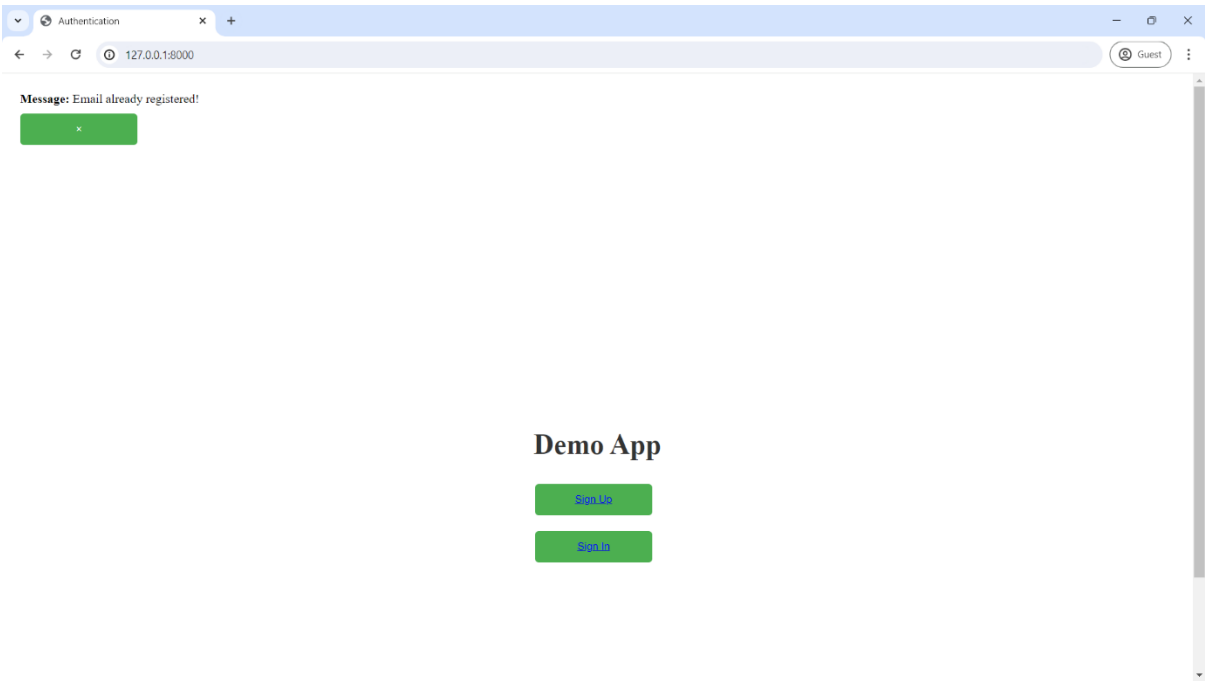 Authentication
127.0.0.1:8000
Guest
Message: Email already registered!
×
Demo App
Sign Up
Sign In